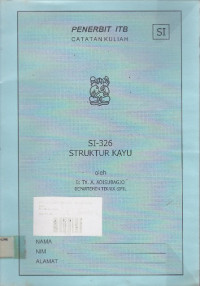 PENERBIT ITB
CATATAN KULIAH
SI
SI-326
STRUKTUR KAYU
oleh
NAMA
NIM
ALAMAT